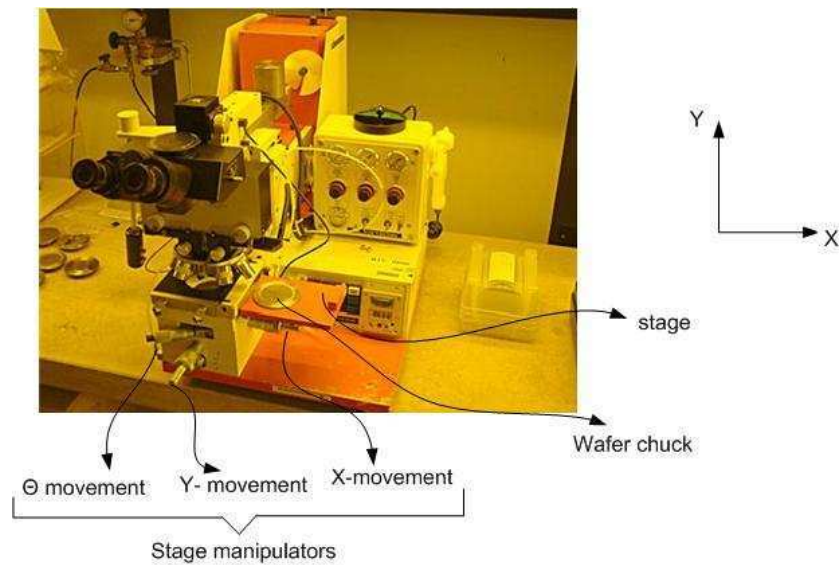 Y
X
stage
Wafer chuck
Θ movement
Y- movement
X-movement
Stage manipulators